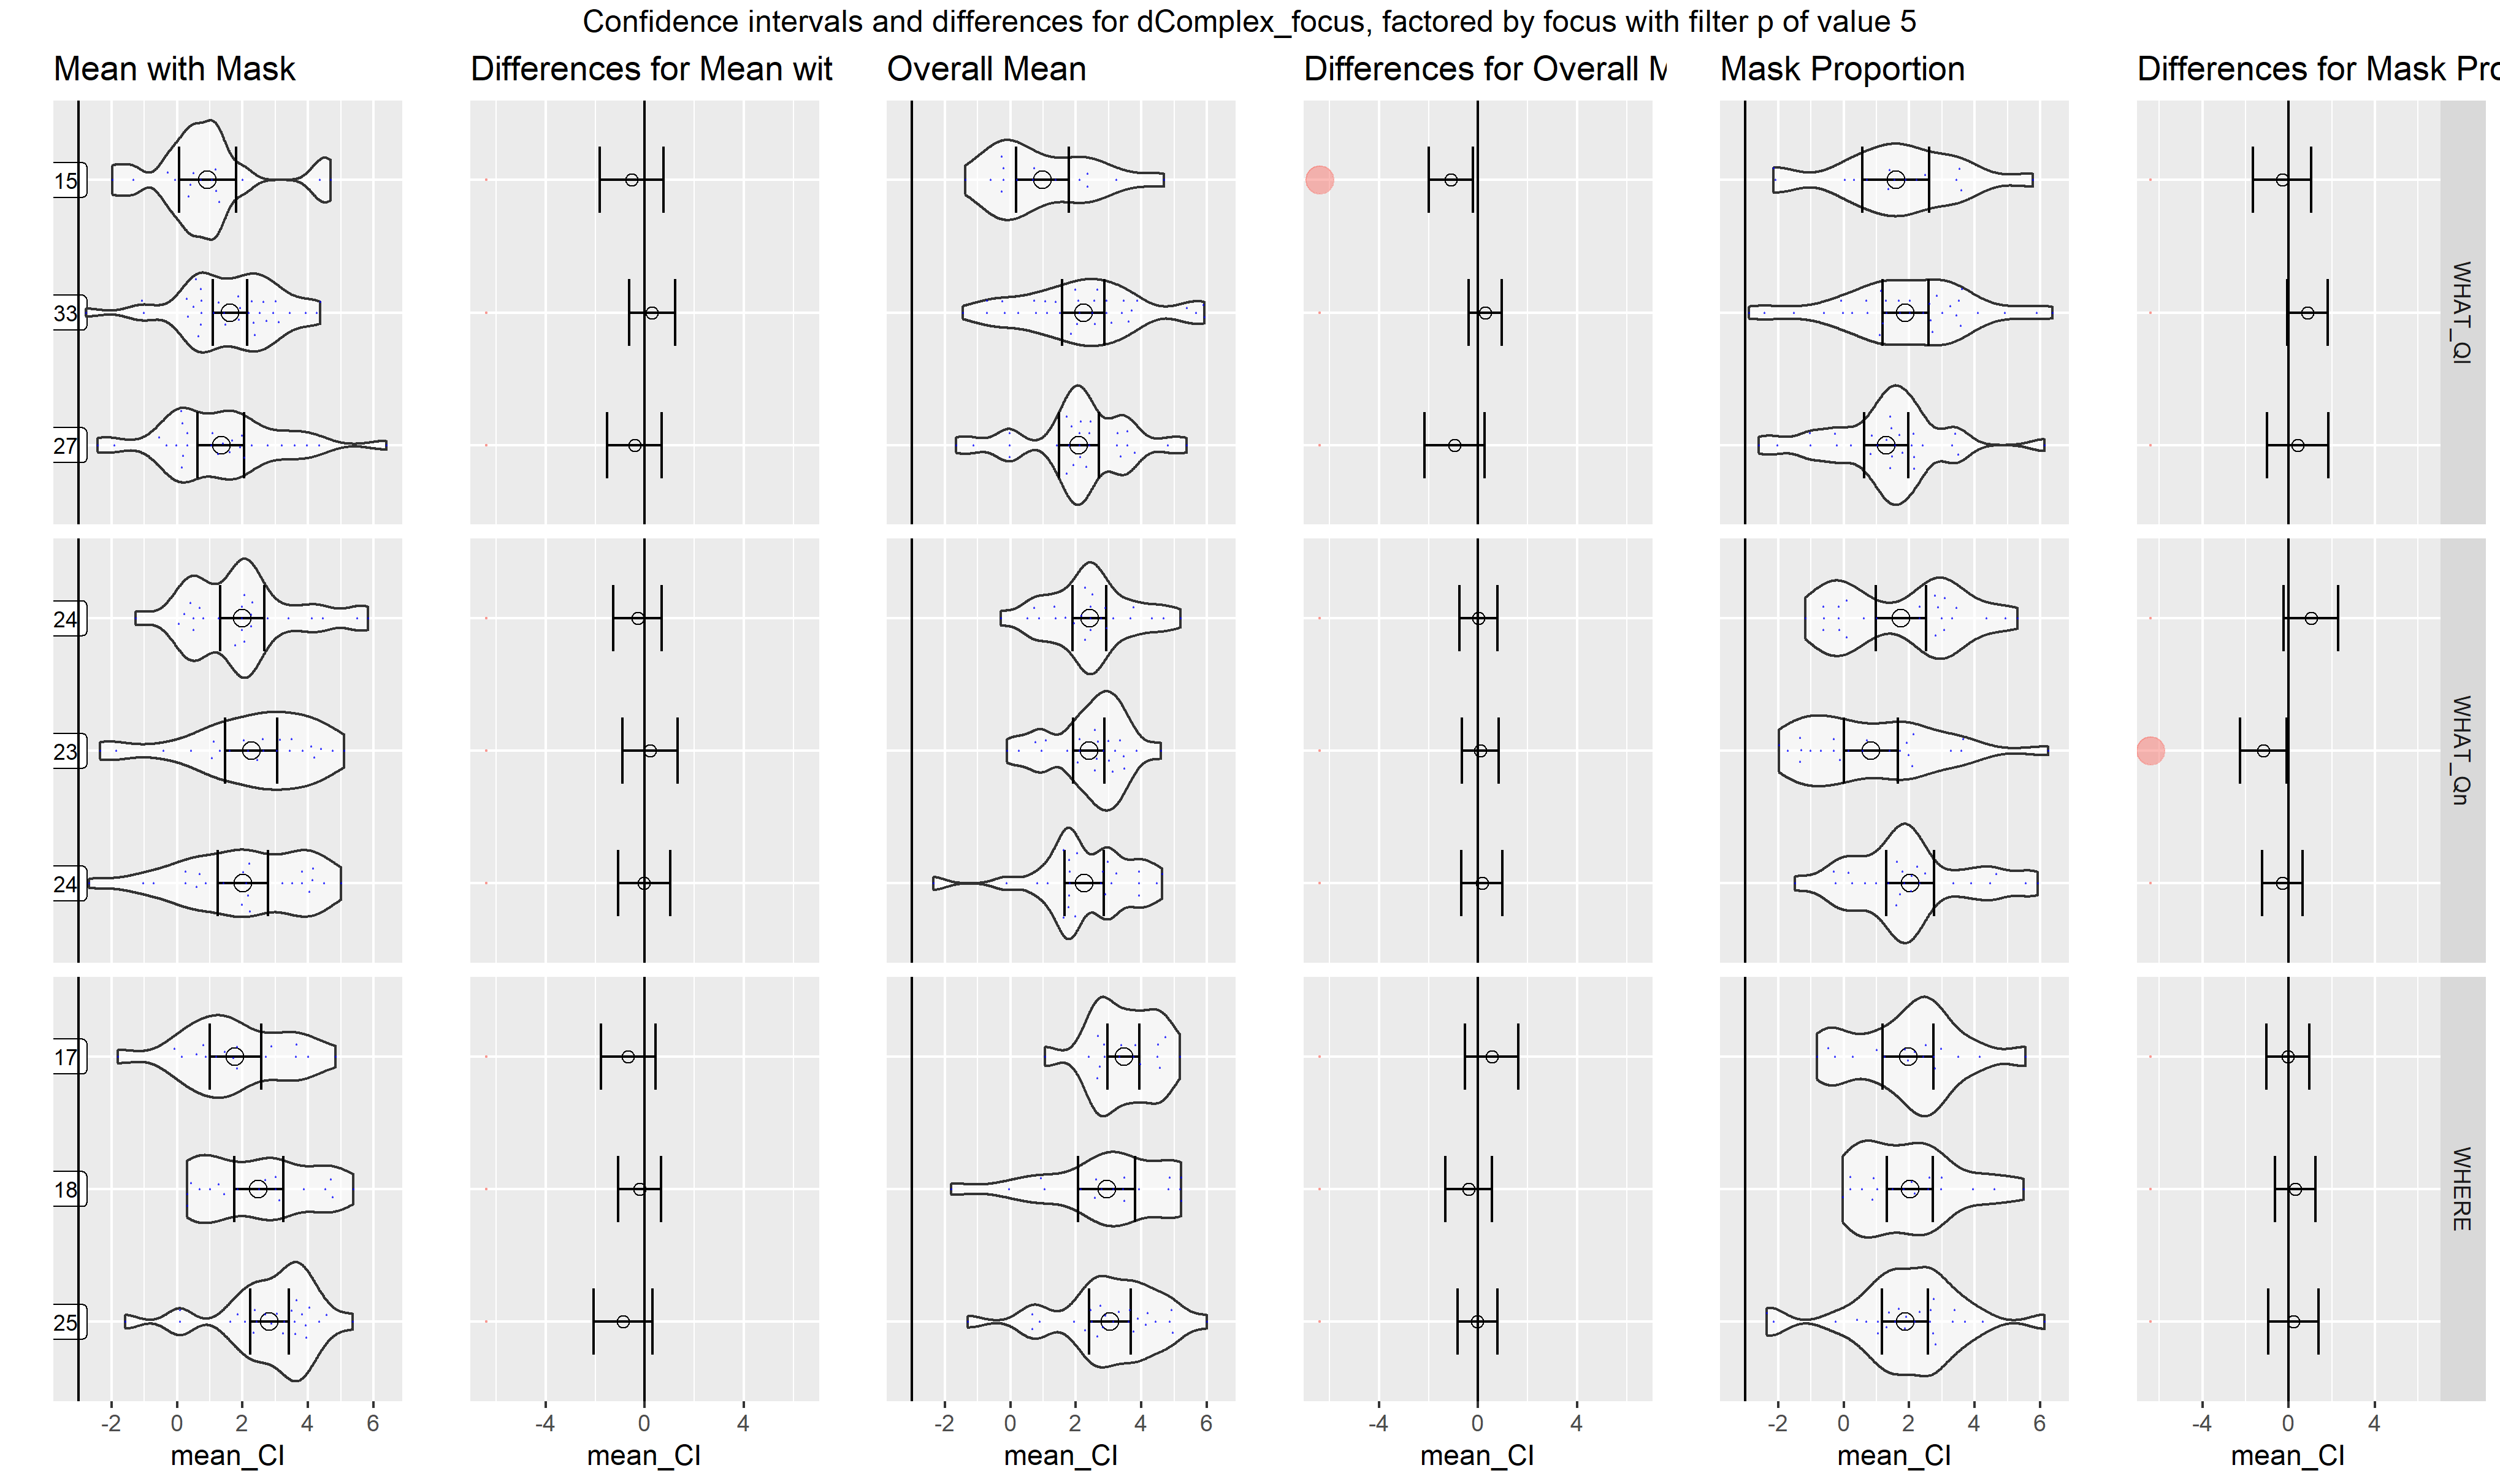 Confidence intervals and differences for dComplex_focus, factored by focus with filter p of value 5
Mean with Mask
Differences for Mean wit
Overall Mean
Differences for Overall M
Mask Proportion
Differences for Mask Pro
15
33
27
WHAT_Ql
24
23
24
WHAT_Qn
17
18
25
WHERE
-2 0 2 4 6
-4 0 4
-2 0 2 4 6
-4 0 4
-2 0 2 4 6
-4 0 4
mean_CI
mean_CI
mean_CI
mean_CI
mean_CI
mean_CI